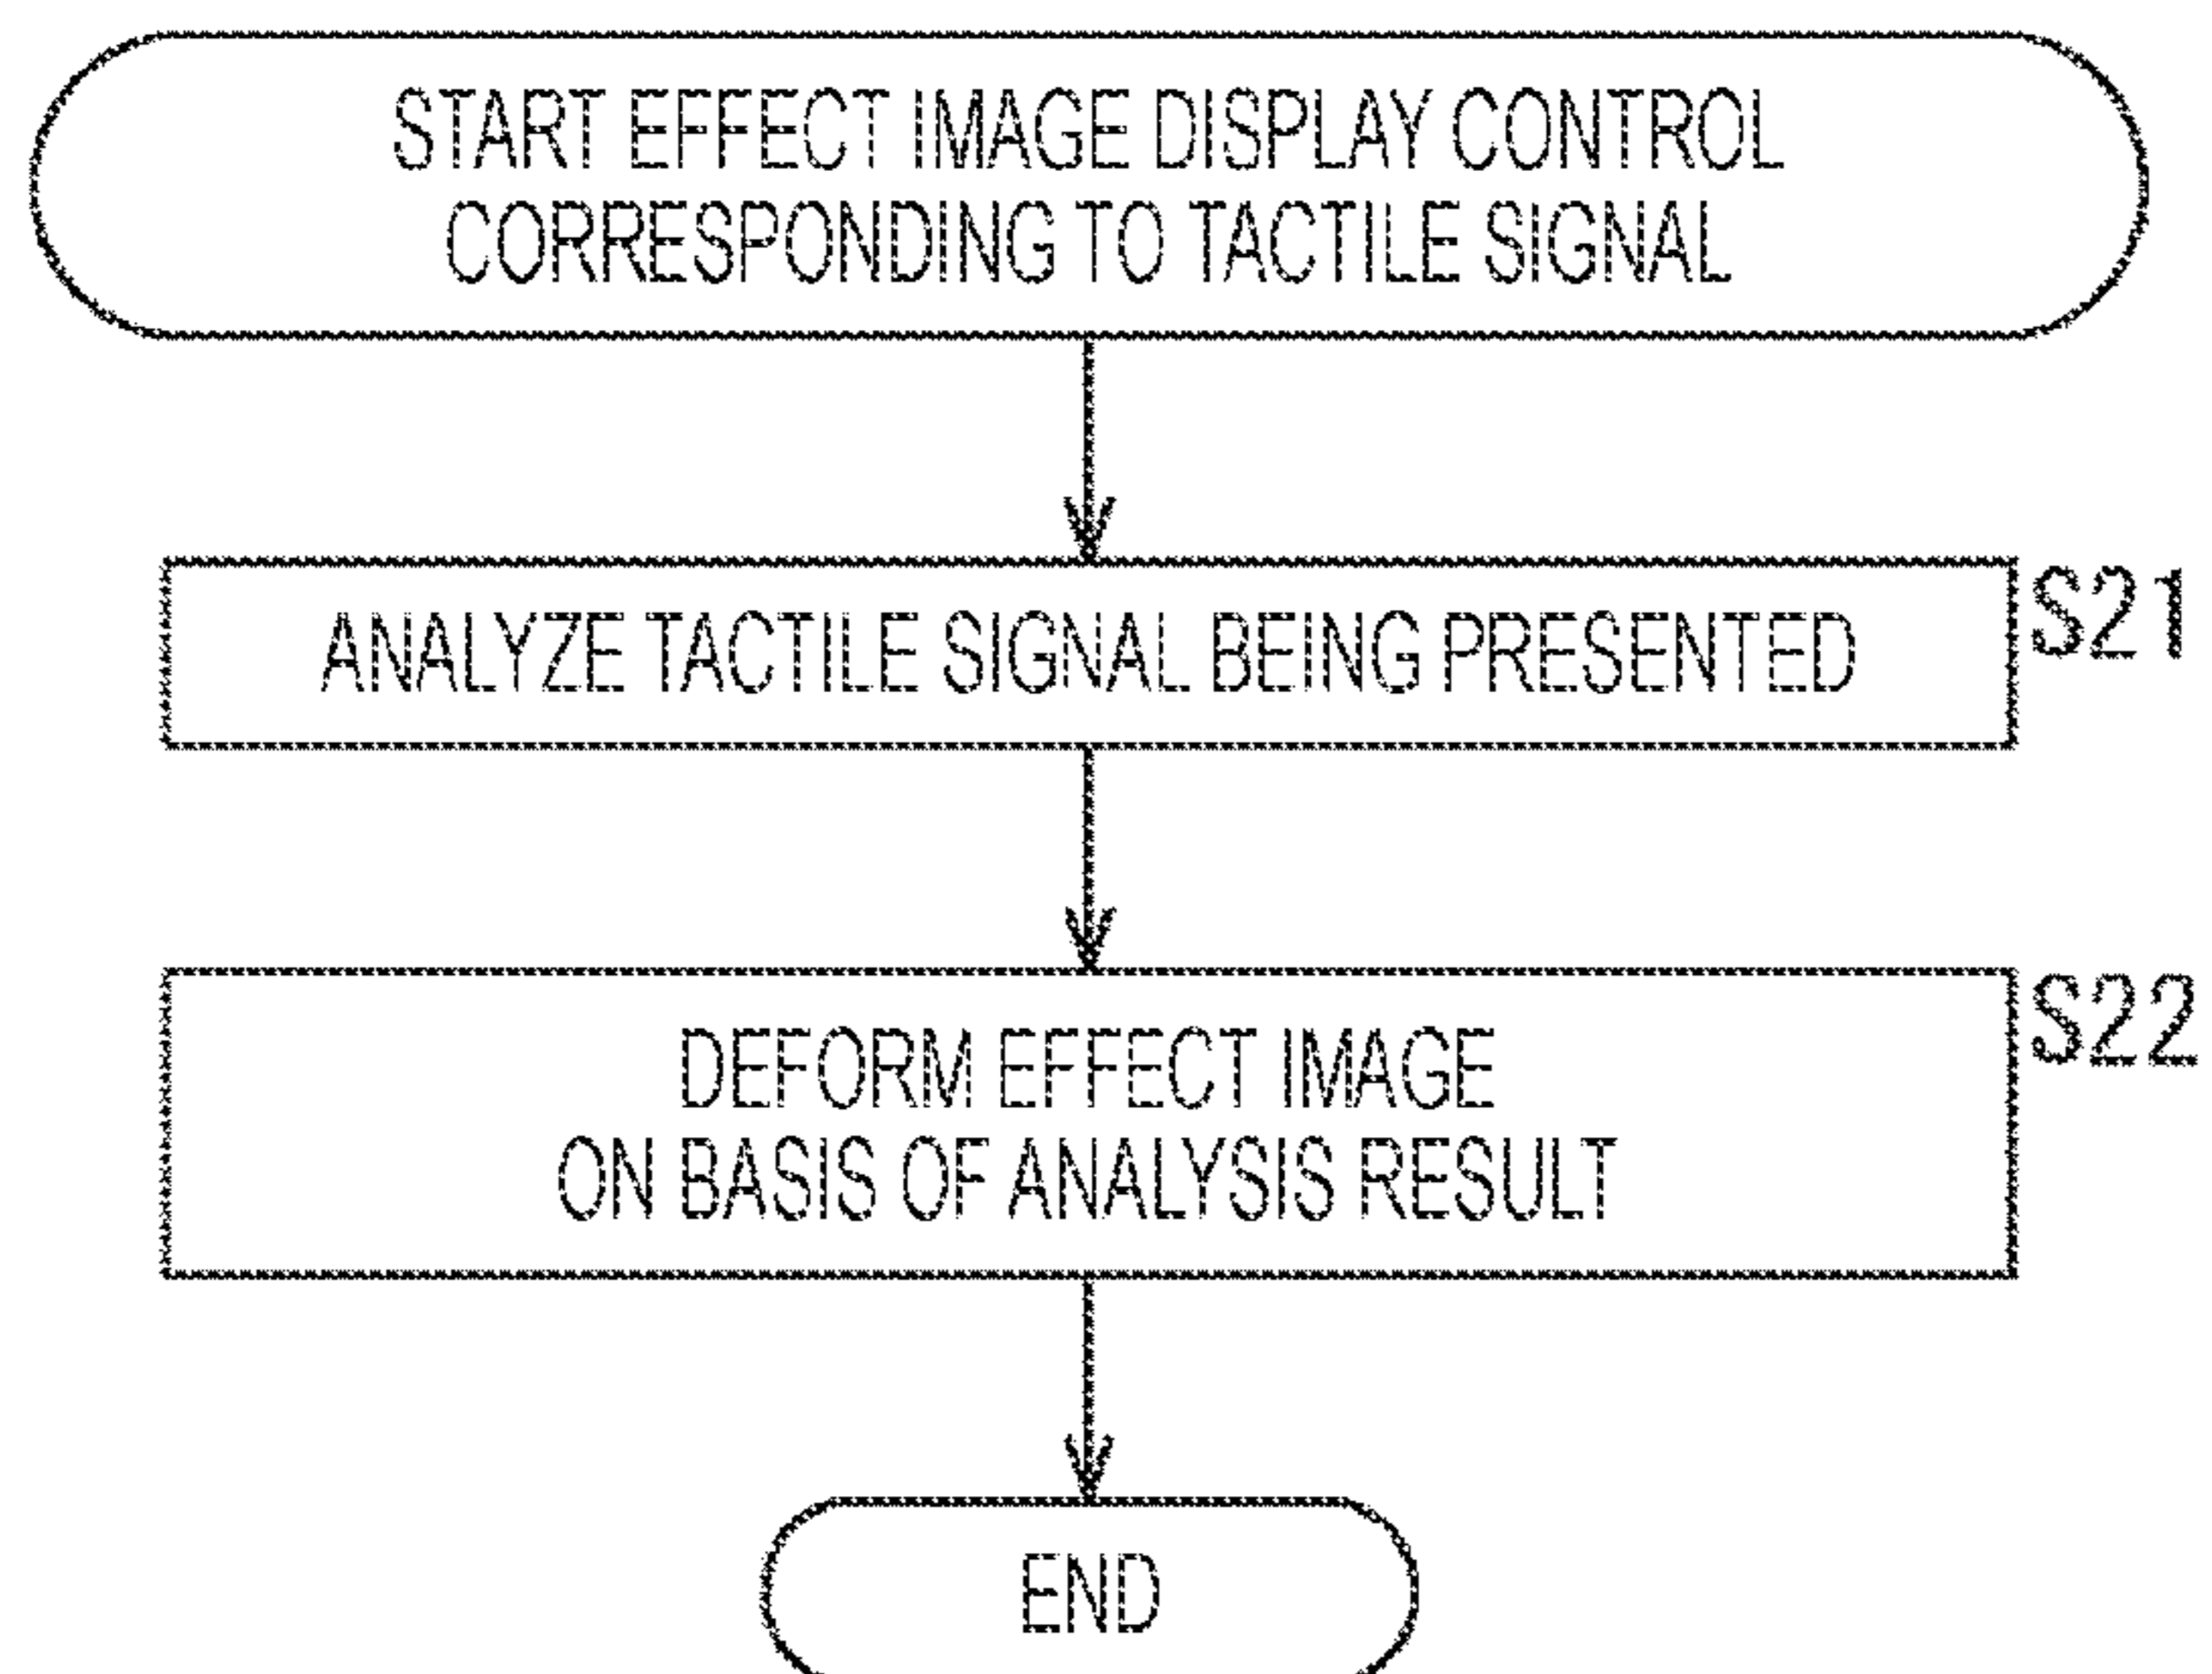 START EFFECT IMAGE DISPLAY CONTROL
CORRESPONDING TO TACTILE SIGNAL
ANALYZE TACTILE SIGNAL BEING PRESENTED
S21
DEFORM EFFECT IMAGE
ON BASIS OF ANALYSIS RESULT
S22
END